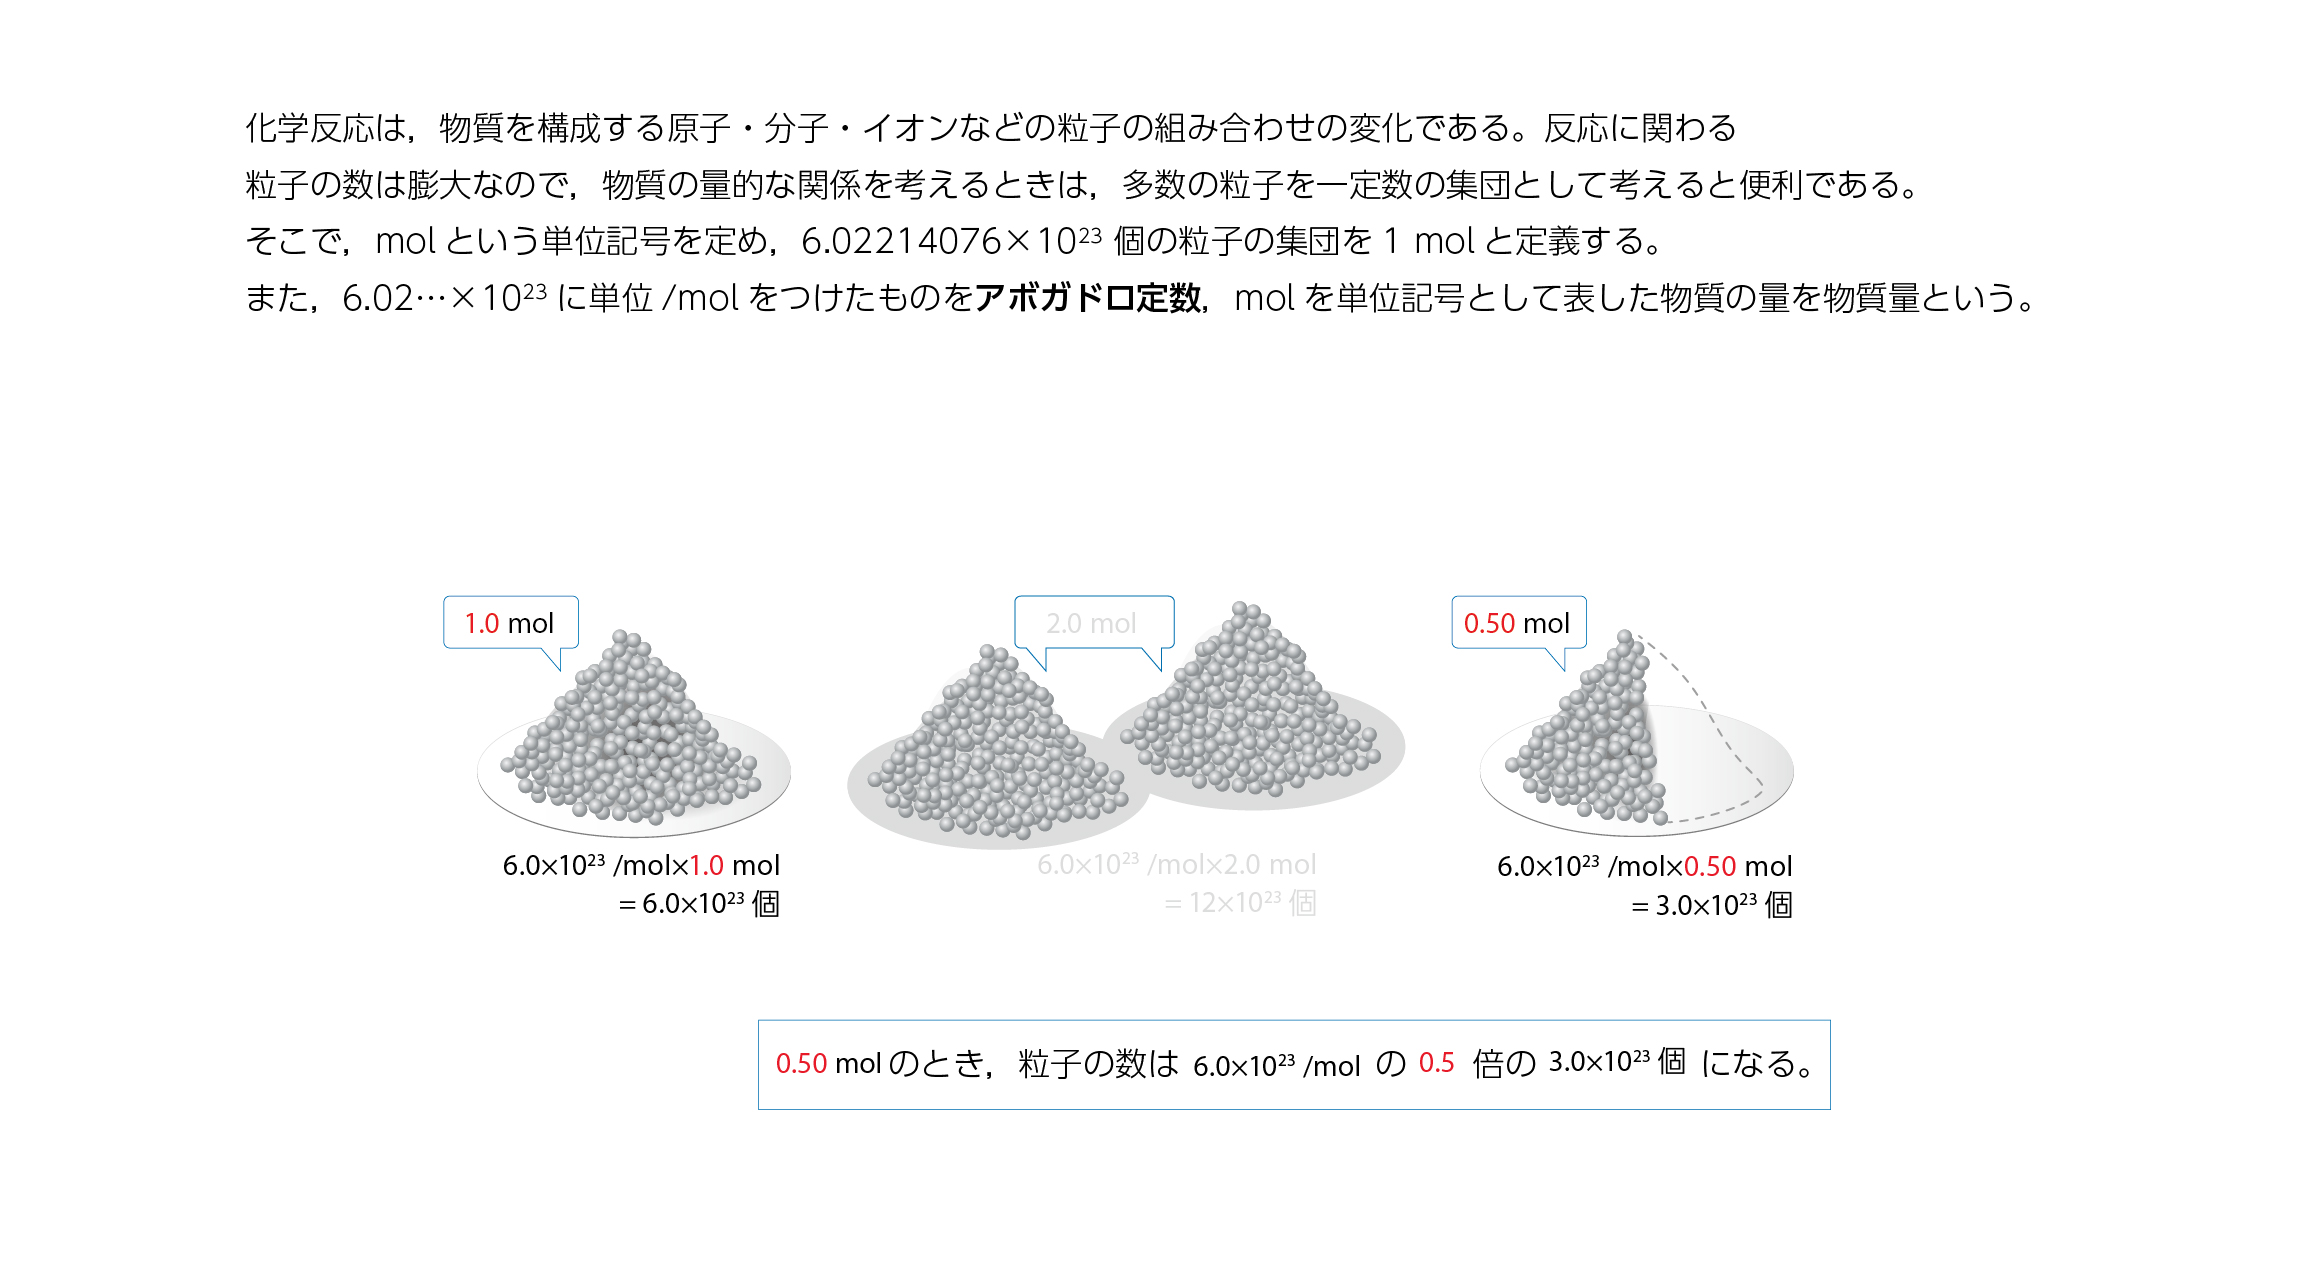 化学反応は，物質を構成する原子・分子・イオンなどの粒子の組み合わせの変化である。反応に関わる
粒子の数は膨大なので，物質の量的な関係を考えるときは，多数の粒子を一定数の集団として考えると便利である。
そこで，mol という単位記号を定め，6.02214076×10²³ 個の粒子の集団を 1 mol と定義する。
また，6.02…×10²³ に単位 /mol をつけたものをアボガドロ定数，mol を単位記号として表した物質の量を物質量という。
1.0 mol
2.0 mol
0.50 mol
6.0×10²³ /mol×1.0 mol
＝6.0×10²³ 個
6.0×10²³ /mol×2.0 mol
＝12×10²³ 個
6.0×10²³ /mol×0.50 mol
＝3.0×10²³ 個
0.50 mol のとき，粒子の数は 6.0×10²³ /mol の 0.5 倍の 3.0×10²³ 個 になる。